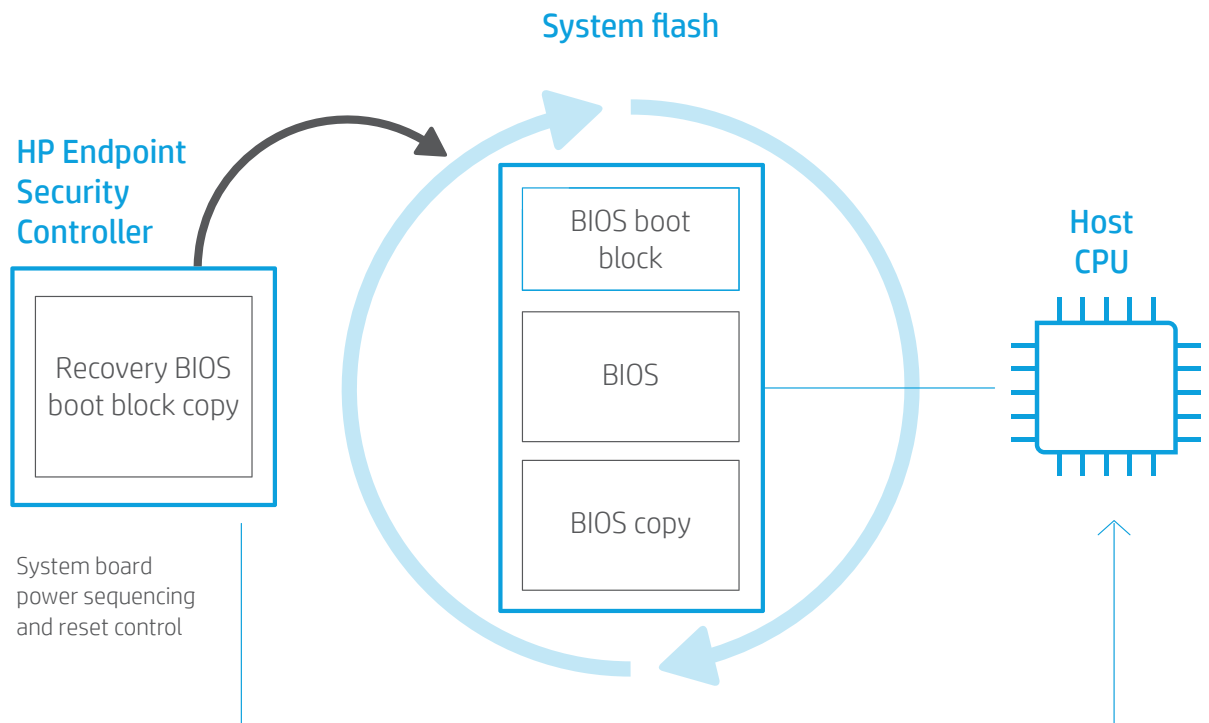 System flash
HP Endpoint
Security
Controller
Recovery BIOS
boot block copy
System board
power sequencing
and reset control
BIOS boot
block
BIOS
BIOS copy
Host
CPU